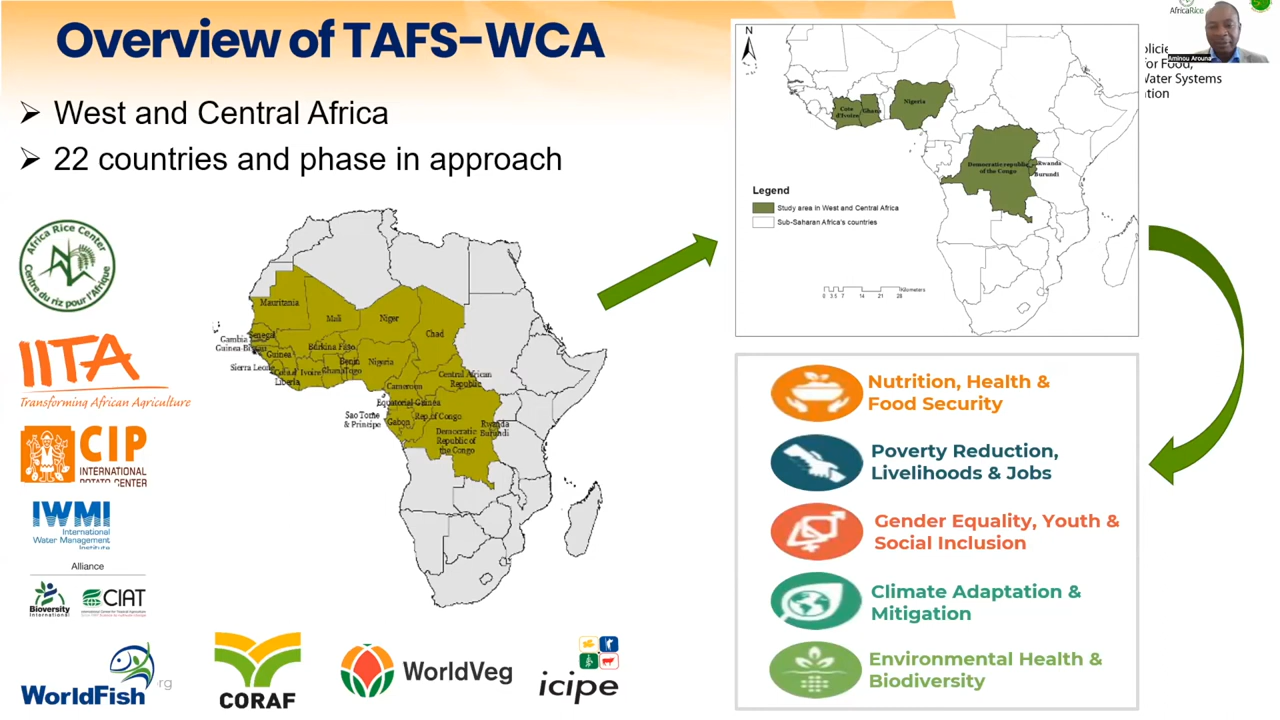 Overview of TAFS-WCA
➢ West and Central Africa
➢ 22 countries and phase in approach
Africa Rice Center
Centre du riz pour l'Afrique
IITA
Transforming African Agriculture
CIP
INTERNATIONAL
POTATO CENTER
IWMI
International
Water Management
Institute
Alliance
Bioversity
International
CIAT
WorldFish
rg
CORAF
WorldVeg
icipe
Mauritania
Mali
Niger
Chad
Gambia
Senegal
Guinea-Bissau
Guinea
Burkina Faso
Benin
Nigeria
Sierra Leone
Cote d'Ivoire
Ghana
Togo
Liberia
Central African
Republic
Cameroon
Equatorial Guinea
Sao Tome
& Principe
Gabon
Rep of Congo
Democratic
Republic of
the Congo
Rwanda
Burundi
N
Cote
d'Ivoire
Ghana
Nigeria
Democratic republic
of the Congo
Rwanda
Burundi
Legend
Study area in West and Central Africa
Sub-Saharan Africa's countries
0 3.5 7 14 21 28
Kilometers
AfricaRice
Aminou Arouna
olicie
or Food,
Water Systems
ation
Nutrition, Health &
Food Security
Poverty Reduction,
Livelihoods & Jobs
Gender Equality, Youth &
Social Inclusion
Climate Adaptation &
Mitigation
Environmental Health &
Biodiversity